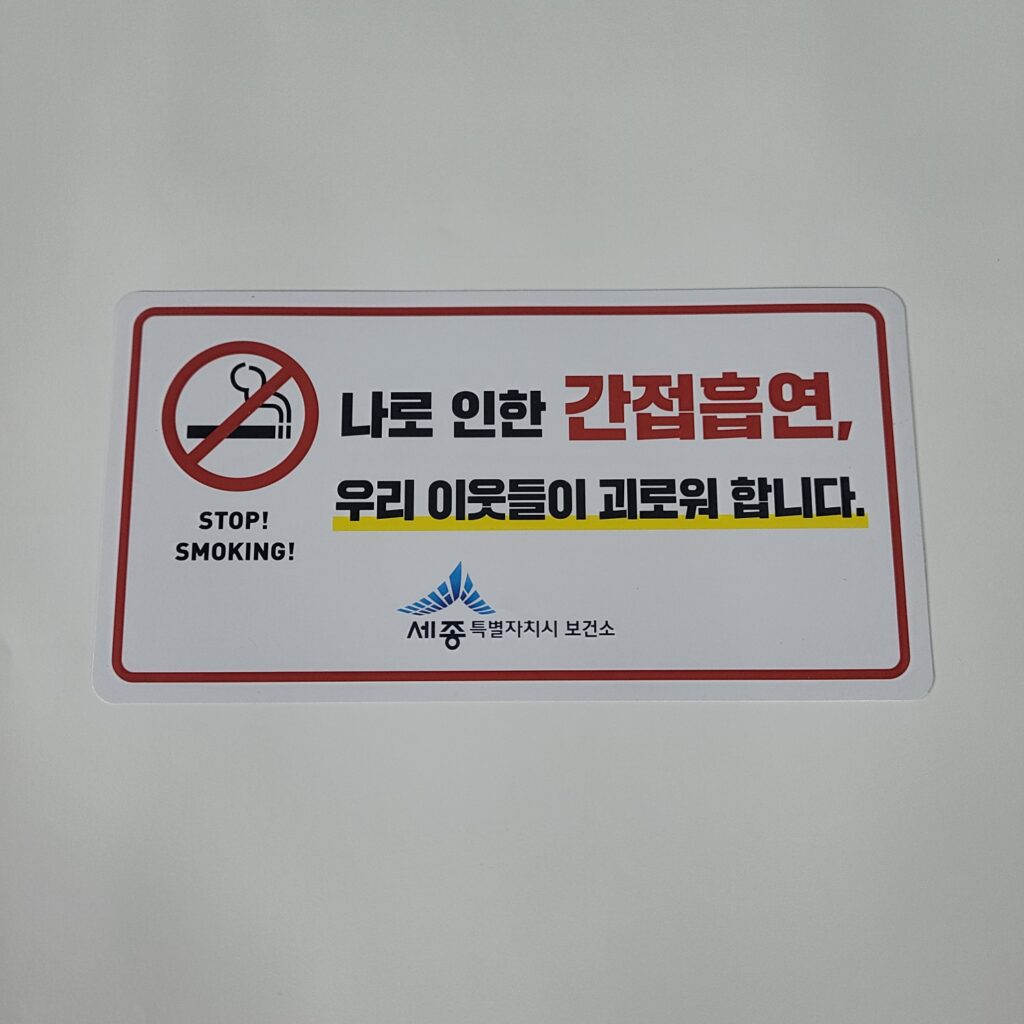 나로 인한 간접흡연,
우리 이웃들이 괴로워 합니다.
STOP!
SMOKING!
세종특별자치시 보건소